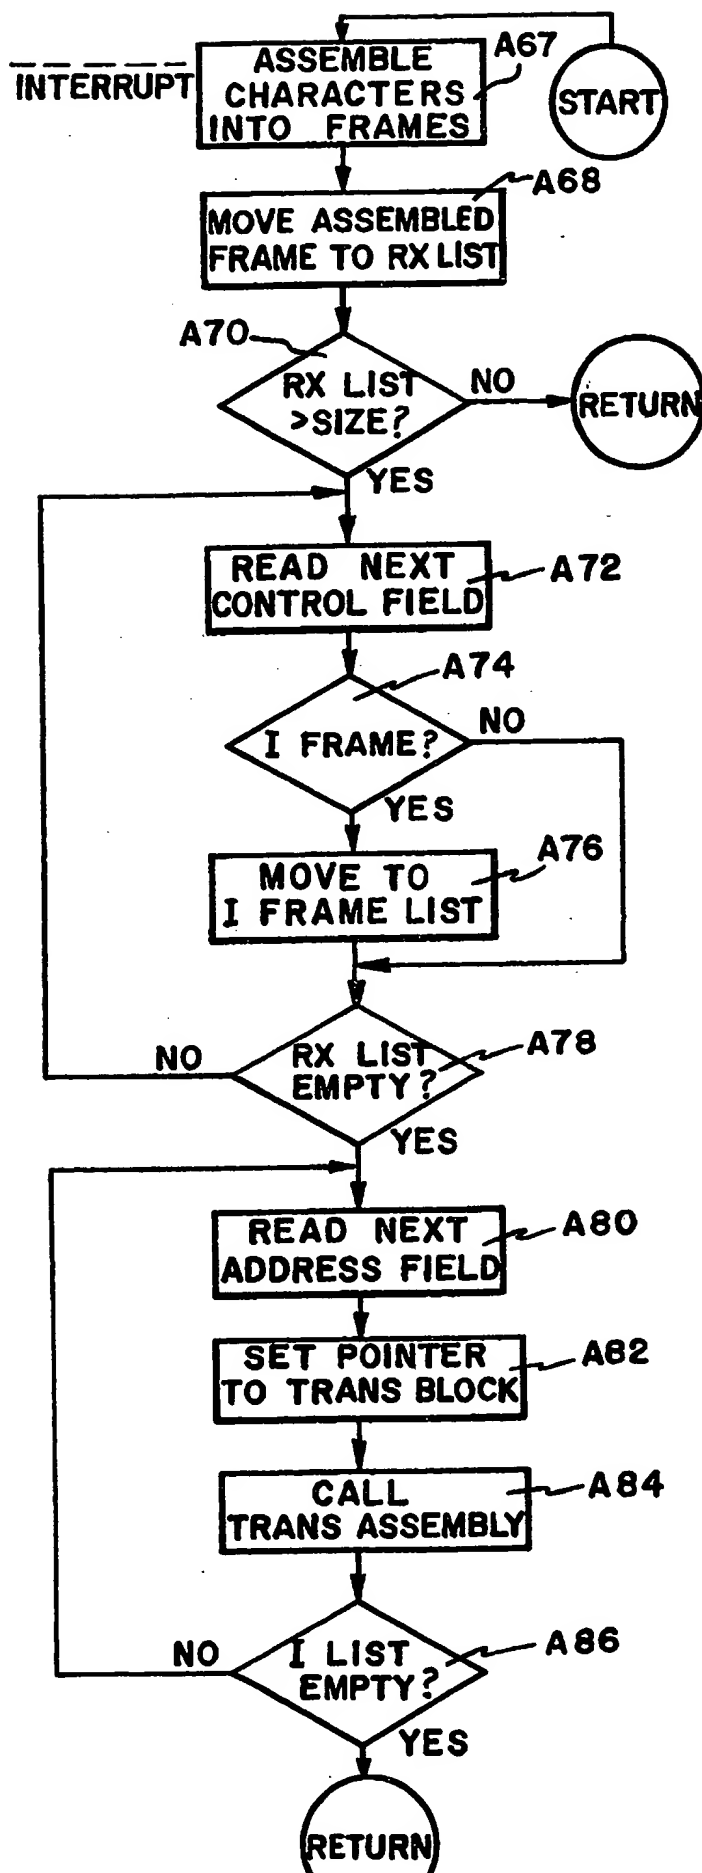 START
A67
INTERRUPT
ASSEMBLE
CHARACTERS
INTO FRAMES
A68
MOVE ASSEMBLED
FRAME TO RX LIST
A70
RX LIST
>SIZE?
NO
RETURN
YES
READ NEXT
CONTROL FIELD
A72
A74
I FRAME?
NO
YES
A76
MOVE TO
I FRAME LIST
A78
RX LIST
EMPTY?
NO
YES
READ NEXT
ADDRESS FIELD
A80
SET POINTER
TO TRANS BLOCK
A82
CALL
TRANS ASSEMBLY
A84
I LIST
EMPTY?
A86
NO
YES
RETURN